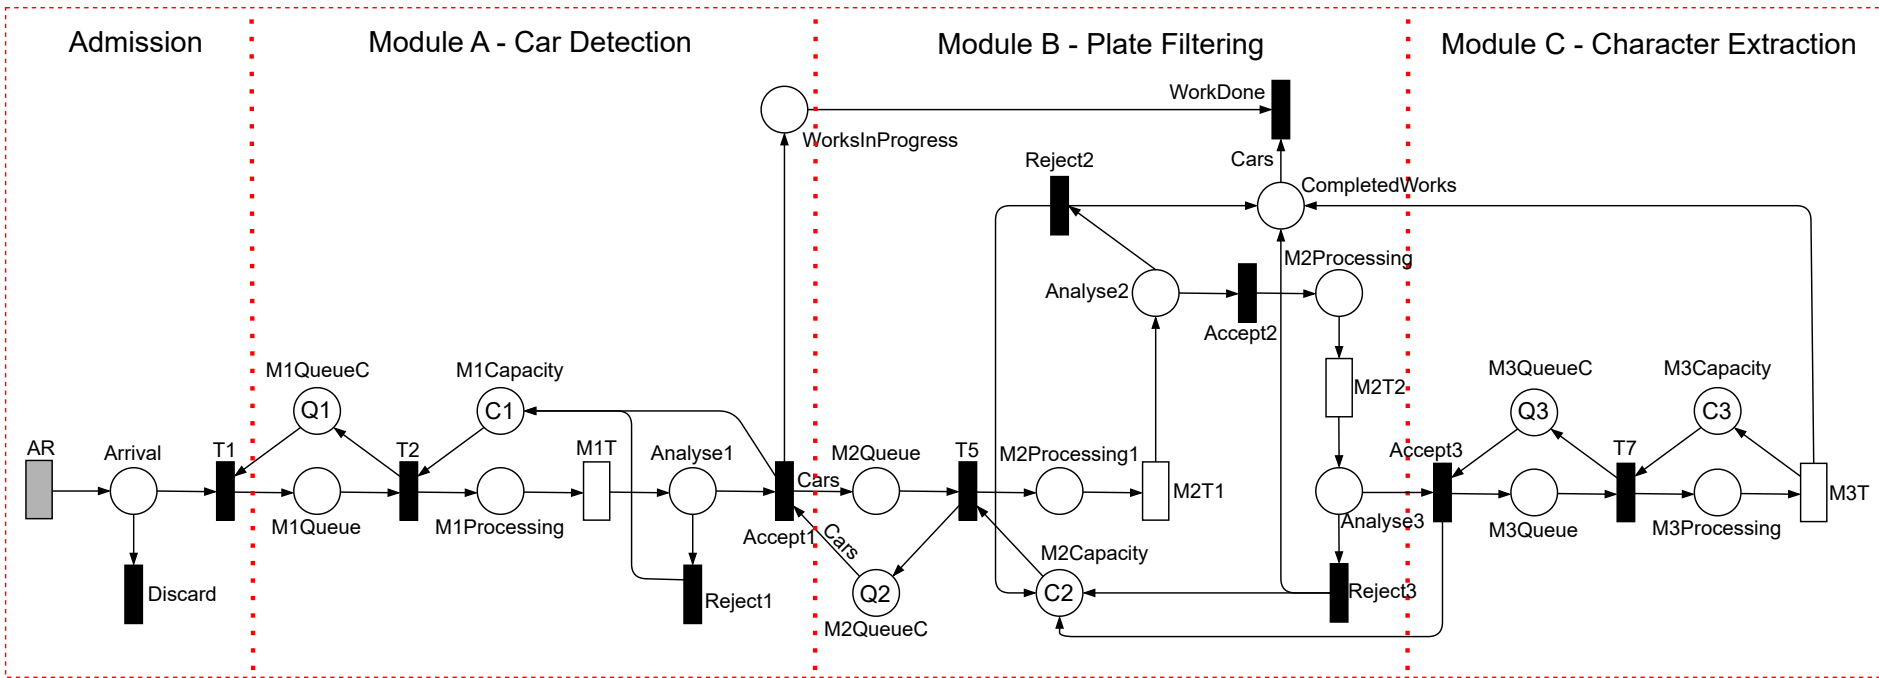 Admission
Module A - Car Detection
Module B - Plate Filtering
Module C - Character Extraction
WorkDone
WorksInProgress
Cars
Reject2
CompletedWorks
M2Processing
Analyse2
Accept2
M2T2
M1QueueC
Q1
M1Capacity
C1
M3QueueC
Q3
M3Capacity
C3
AR
Arrival
T1
T2
M1T
Analyse1
M2Queue
T5
M2Processing1
Accept3
T7
Cars
M2T1
M3T
M1Queue
M1Processing
Accept1
Cars
Analyse3
M3Queue
M3Processing
M2Capacity
Discard
Reject1
Q2
C2
Reject3
M2QueueC